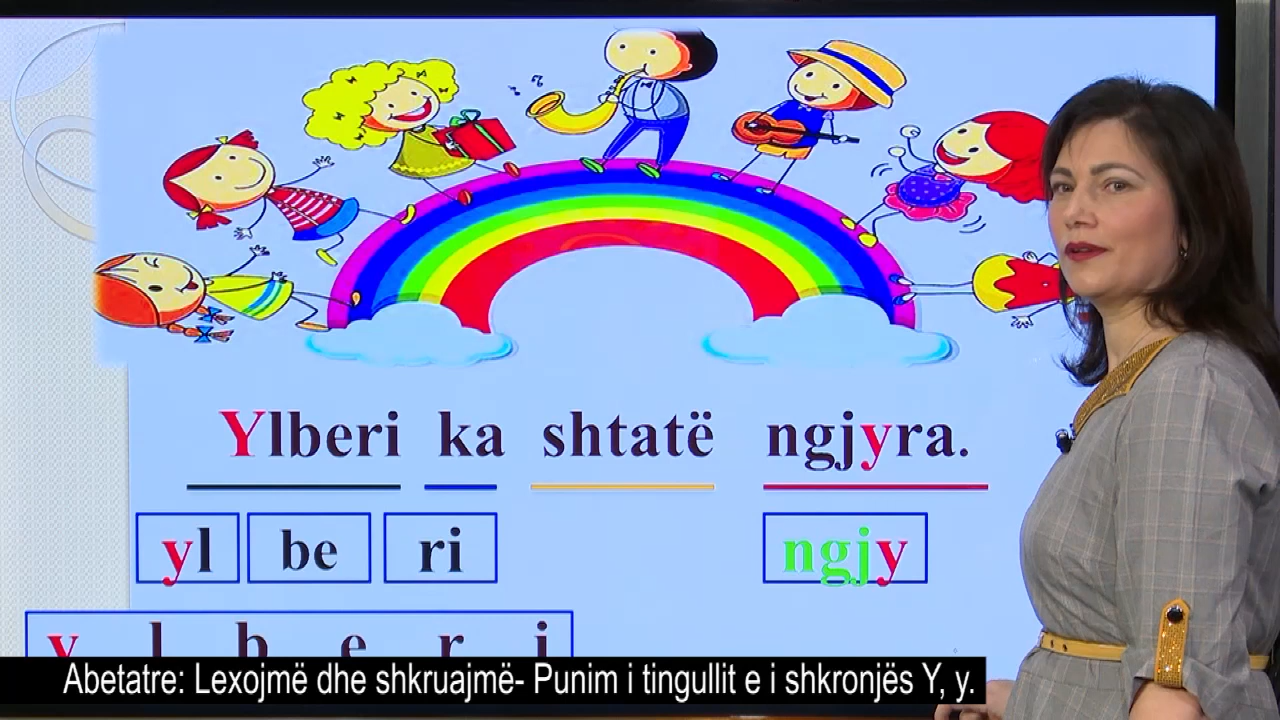 Ylberi ka shtatë ngjyra.
yl be ri ngjy
y l b e r i
Abetatre: Lexojmë dhe shkruajmë- Punim i tingullit e i shkronjës Y, y.